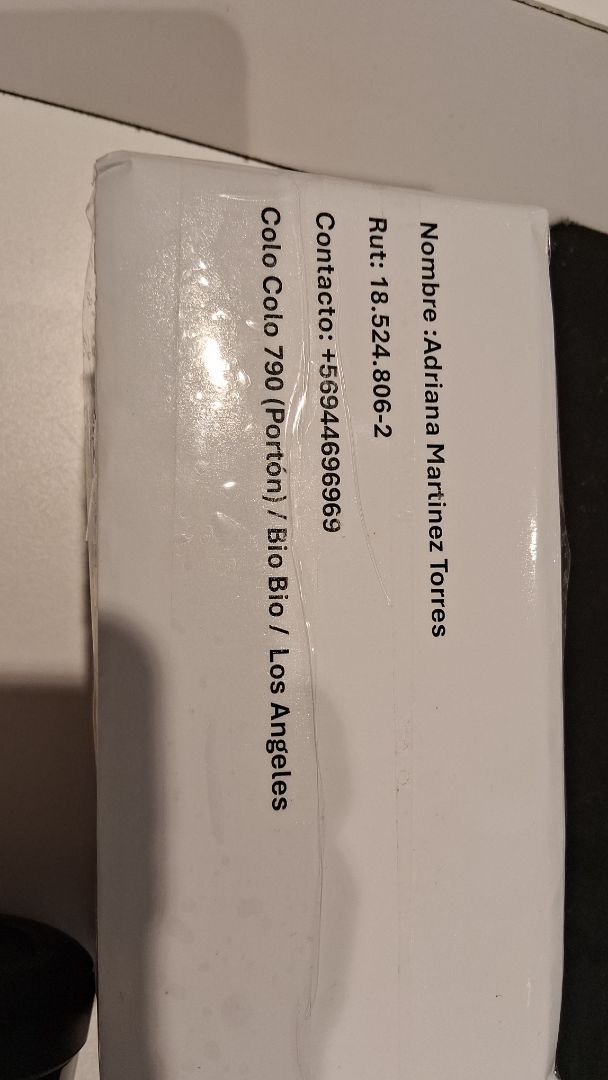 Nombre :Adriana Martinez Torres
Rut: 18.524.806-2
Contacto: +56944696969
Colo Colo 790 (Portón) / Bio Bio / Los Angeles